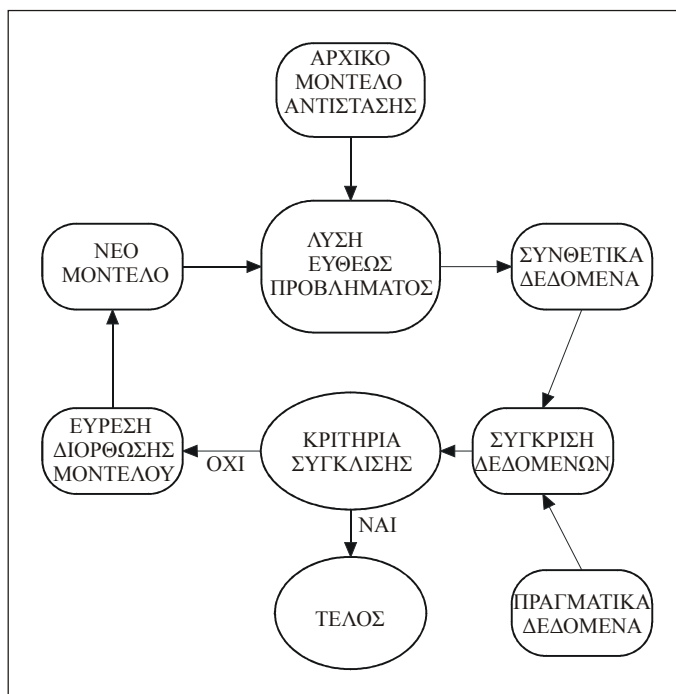 ΑΡΧΙΚΟ
ΜΟΝΤΕΛΟ
ΑΝΤΙΣΤΑΣΗΣ
ΛΥΣΗ
ΕΥΘΕΩΣ
ΠΡΟΒΛΗΜΑΤΟΣ
ΣΥΝΘΕΤΙΚΑ
ΔΕΔΟΜΕΝΑ
ΝΕΟ
ΜΟΝΤΕΛΟ
ΕΥΡΕΣΗ
ΔΙΟΡΘΩΣΗΣ
ΜΟΝΤΕΛΟΥ
ΟΧΙ
ΚΡΙΤΗΡΙΑ
ΣΥΓΚΛΙΣΗΣ
ΣΥΓΚΡΙΣΗ
ΔΕΔΟΜΕΝΩΝ
ΝΑΙ
ΤΕΛΟΣ
ΠΡΑΓΜΑΤΙΚΑ
ΔΕΔΟΜΕΝΑ